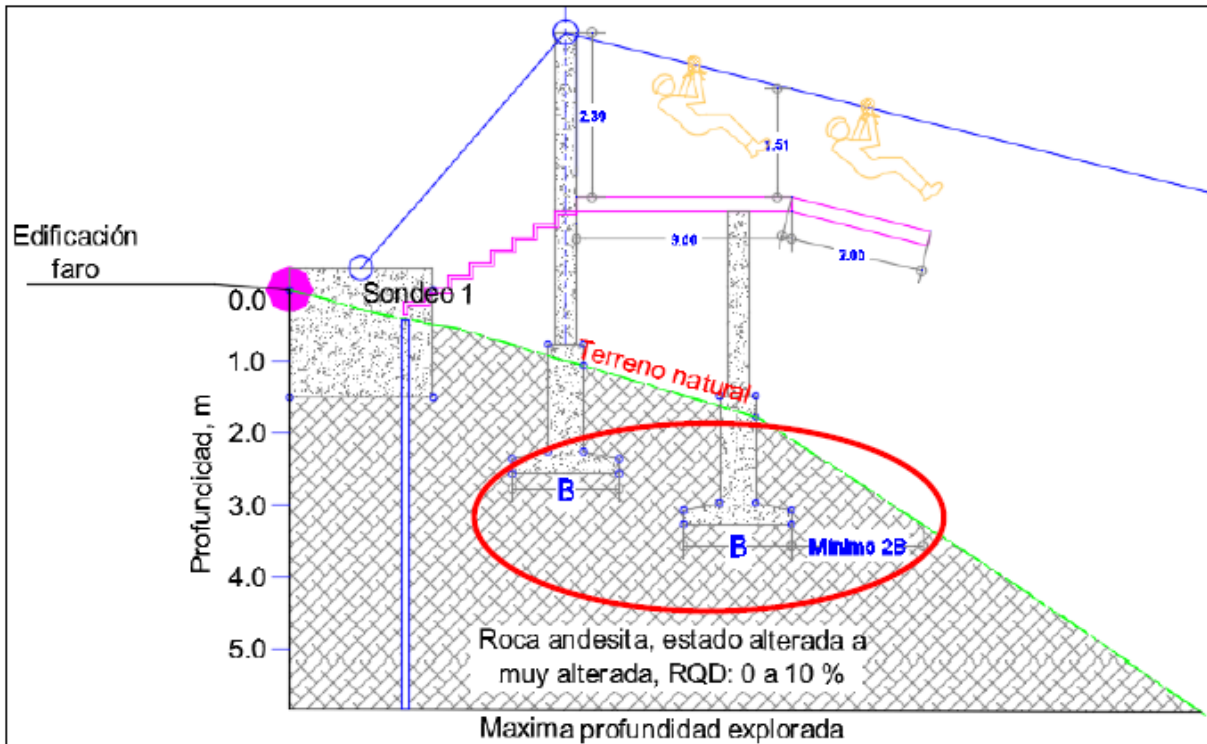 2.39
1.51
3.00
2.00
Edificación
faro
Sondeo 1
0.0
1.0
2.0
3.0
4.0
5.0
Profundidad, m
Terreno natural
B
B
Mínimo 2B
Roca andesita, estado alterada a
muy alterada, RQD: 0 a 10 %
Maxima profundidad explorada